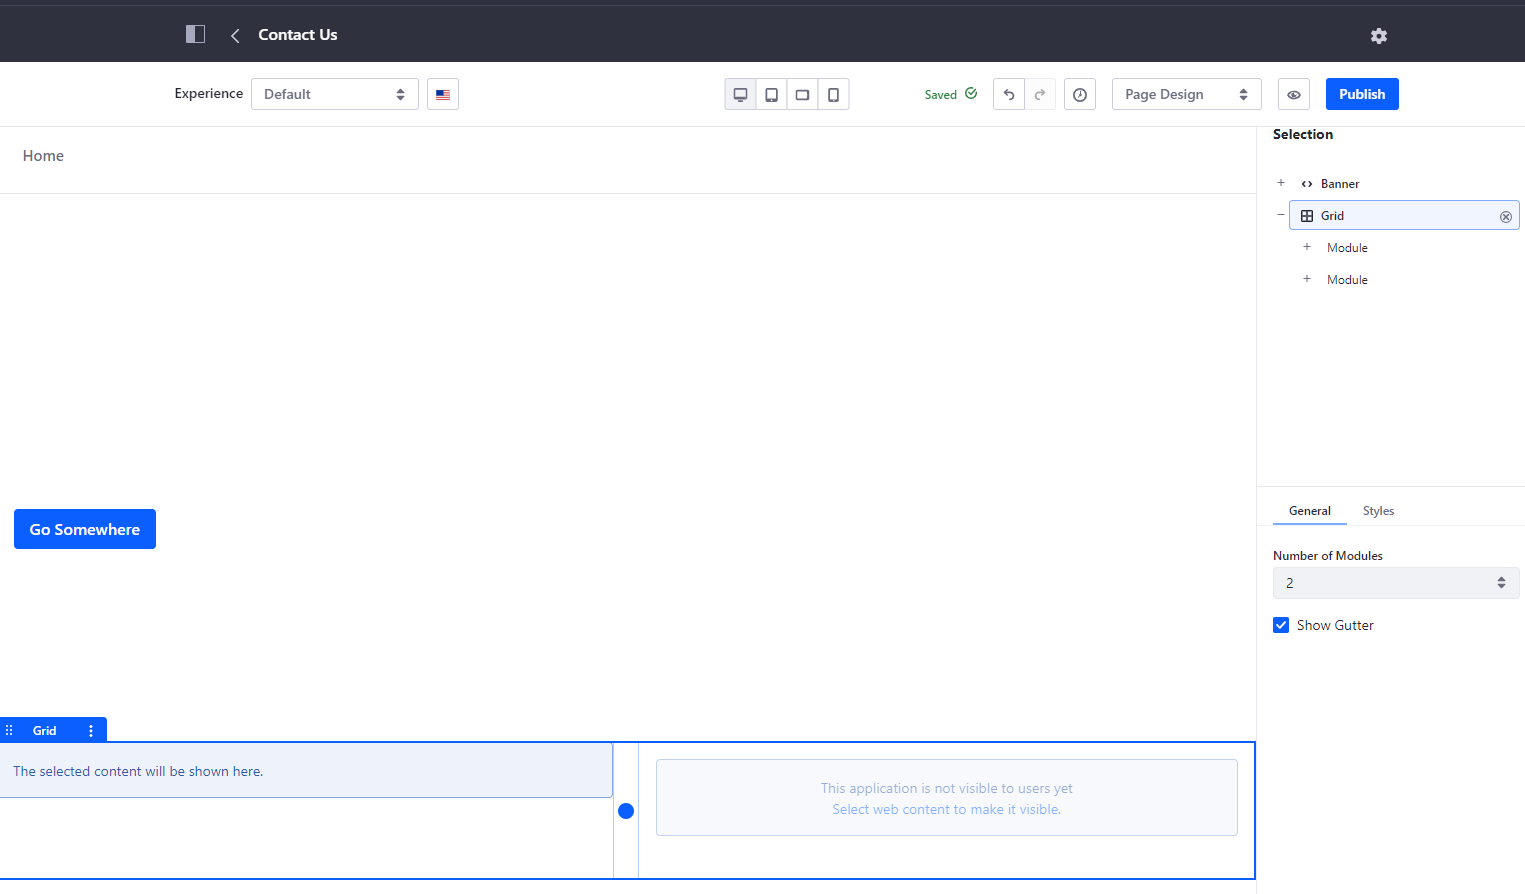 Contact Us
Experience
Default
Saved
Page Design
Publish
Home
Selection
Banner
Grid
Module
Module
Go Somewhere
General
Styles
Number of Modules
2
Show Gutter
Grid
The selected content will be shown here.
This application is not visible to users yet
Select web content to make it visible.